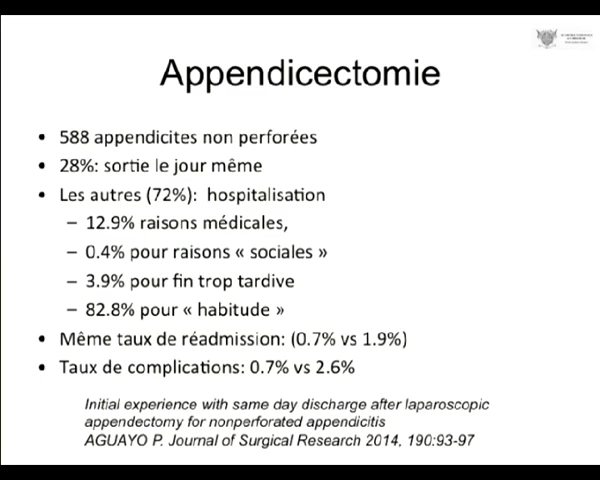 Appendicectomie
• 588 appendicites non perforées
• 28%: sortie le jour même
• Les autres (72%): hospitalisation
– 12.9% raisons médicales,
– 0.4% pour raisons « sociales »
– 3.9% pour fin trop tardive
– 82.8% pour « habitude »
• Même taux de réadmission: (0.7% vs 1.9%)
• Taux de complications: 0.7% vs 2.6%
Initial experience with same day discharge after laparoscopic
appendectomy for nonperforated appendicitis
AGUAYO P. Journal of Surgical Research 2014, 190:93-97